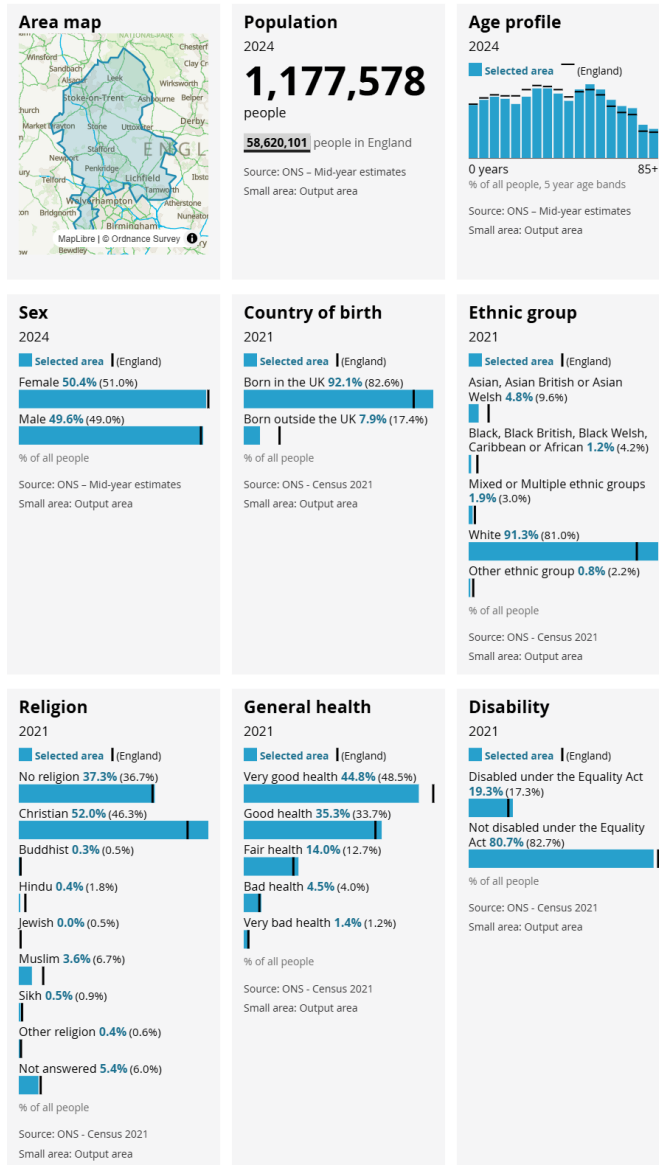 Area map
NATIONAL PARK
Chesterf
Winsford
Sandbach
Clay Cr
Alsager
Leek
Wirksworth
Stoke-on-Trent
Ashbourne
Belper
hurch
Market Drayton
Stone
Uttoxeter
Derby
Stafford
E N G L
Newport
Penkridge
ury
Telford
Lichfield
Ibsto
Tamworth
Wolverhampton
Atherstone
ton
Bridgnorth
Nuneato
Birmingham
MapLibre | © Ordnance Survey
ry
Bewdley
Population
2024
1,177,578
people
58,620,101 people in England
Source: ONS – Mid-year estimates
Small area: Output area
Age profile
2024
Selected area (England)
0 years 85+
% of all people, 5 year age bands
Source: ONS – Mid-year estimates
Small area: Output area
Sex
2024
Selected area (England)
Female 50.4% (51.0%)
Male 49.6% (49.0%)
% of all people
Source: ONS – Mid-year estimates
Small area: Output area
Country of birth
2021
Selected area (England)
Born in the UK 92.1% (82.6%)
Born outside the UK 7.9% (17.4%)
% of all people
Source: ONS - Census 2021
Small area: Output area
Ethnic group
2021
Selected area (England)
Asian, Asian British or Asian
Welsh 4.8% (9.6%)
Black, Black British, Black Welsh,
Caribbean or African 1.2% (4.2%)
Mixed or Multiple ethnic groups
1.9% (3.0%)
White 91.3% (81.0%)
Other ethnic group 0.8% (2.2%)
% of all people
Source: ONS - Census 2021
Small area: Output area
Religion
2021
Selected area (England)
No religion 37.3% (36.7%)
Christian 52.0% (46.3%)
Buddhist 0.3% (0.5%)
Hindu 0.4% (1.8%)
Jewish 0.0% (0.5%)
Muslim 3.6% (6.7%)
Sikh 0.5% (0.9%)
Other religion 0.4% (0.6%)
Not answered 5.4% (6.0%)
% of all people
Source: ONS - Census 2021
Small area: Output area
General health
2021
Selected area (England)
Very good health 44.8% (48.5%)
Good health 35.3% (33.7%)
Fair health 14.0% (12.7%)
Bad health 4.5% (4.0%)
Very bad health 1.4% (1.2%)
% of all people
Source: ONS - Census 2021
Small area: Output area
Disability
2021
Selected area (England)
Disabled under the Equality Act
19.3% (17.3%)
Not disabled under the Equality
Act 80.7% (82.7%)
% of all people
Source: ONS - Census 2021
Small area: Output area